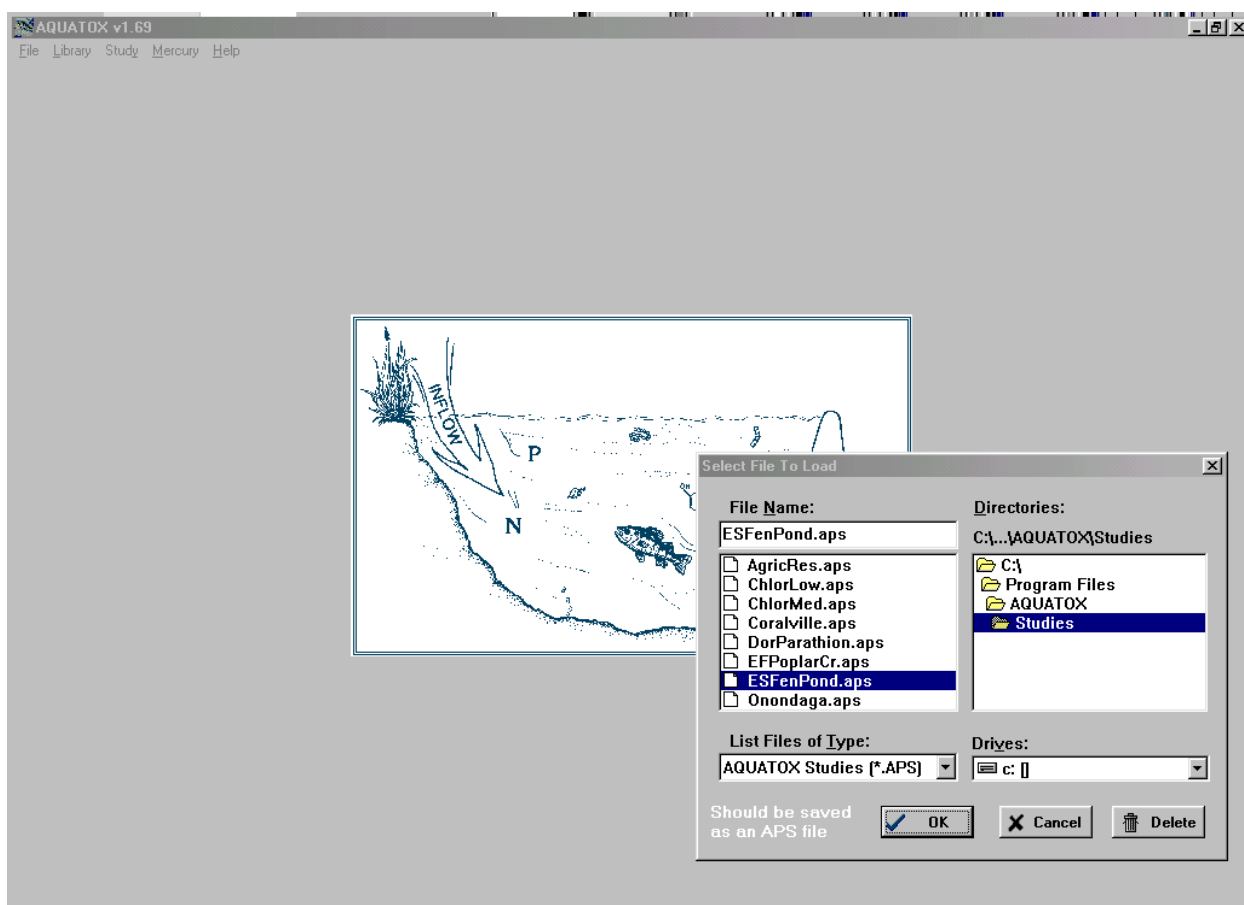 AQUATOX v1.69
File Library Study Mercury Help
INFLOW
P
N
OH
Select File To Load
File Name:
ESFenPond.aps
AgricRes.aps
ChlorLow.aps
ChlorMed.aps
Coralville.aps
DorParathion.aps
EFPoplarCr.aps
ESFenPond.aps
Onondaga.aps
List Files of Type:
AQUATOX Studies (*.APS)
Directories:
C:\...\AQUATOX\Studies
C:\
Program Files
AQUATOX
Studies
Drives:
c: []
Should be saved
as an APS file
OK
Cancel
Delete